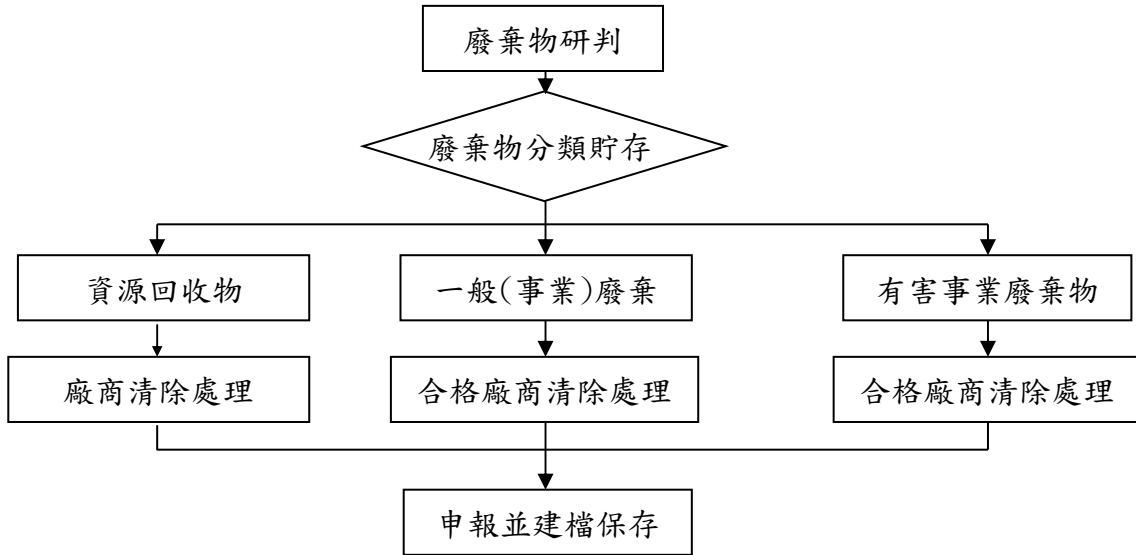 廢棄物研判
廢棄物分類貯存
資源回收物
一般(事業)廢棄
有害事業廢棄物
廠商清除處理
合格廠商清除處理
合格廠商清除處理
申報並建檔保存